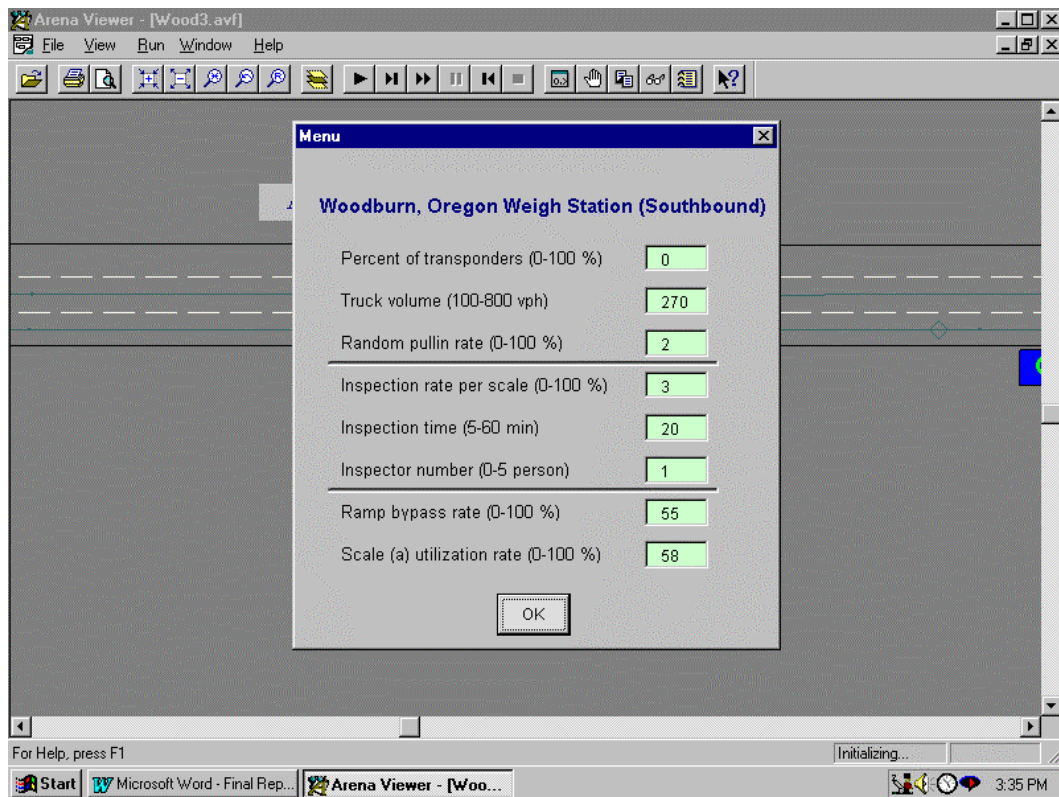 Arena Viewer - [Wood3.avf]
File View Run Window Help
Menu
Woodburn, Oregon Weigh Station (Southbound)
Percent of transponders (0-100 %) 0
Truck volume (100-800 vph) 270
Random pullin rate (0-100 %) 2
Inspection rate per scale (0-100 %) 3
Inspection time (5-60 min) 20
Inspector number (0-5 person) 1
Ramp bypass rate (0-100 %) 55
Scale (a) utilization rate (0-100 %) 58
OK
For Help, press F1 Initializing...
Start Microsoft Word - Final Rep... Arena Viewer - [Woo... 3:35 PM